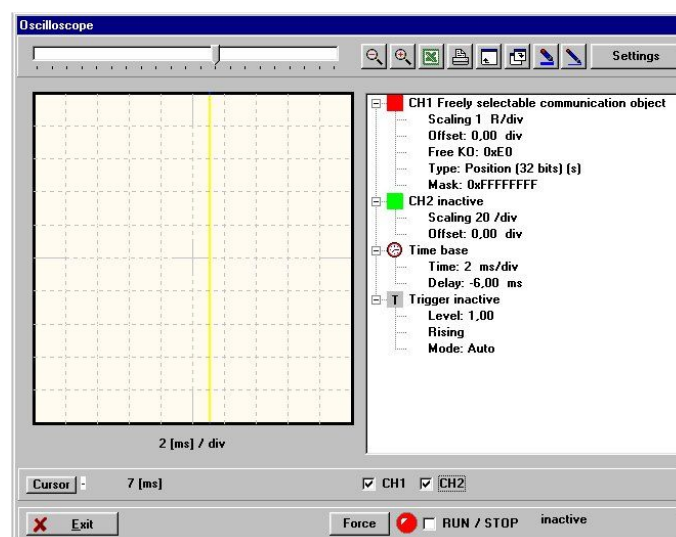 Oscilloscope
Settings
CH1 Freely selectable communication object
Scaling 1 R/div
Offset: 0,00 div
Free KO: 0xE0
Type: Position (32 bits) (s)
Mask: 0xFFFFFFFF
CH2 inactive
Scaling 20 /div
Offset: 0,00 div
Time base
Time: 2 ms/div
Delay: -6,00 ms
T Trigger inactive
Level: 1,00
Rising
Mode: Auto
2 [ms] / div
Cursor - 7 [ms] CH1 CH2
Exit Force RUN / STOP inactive